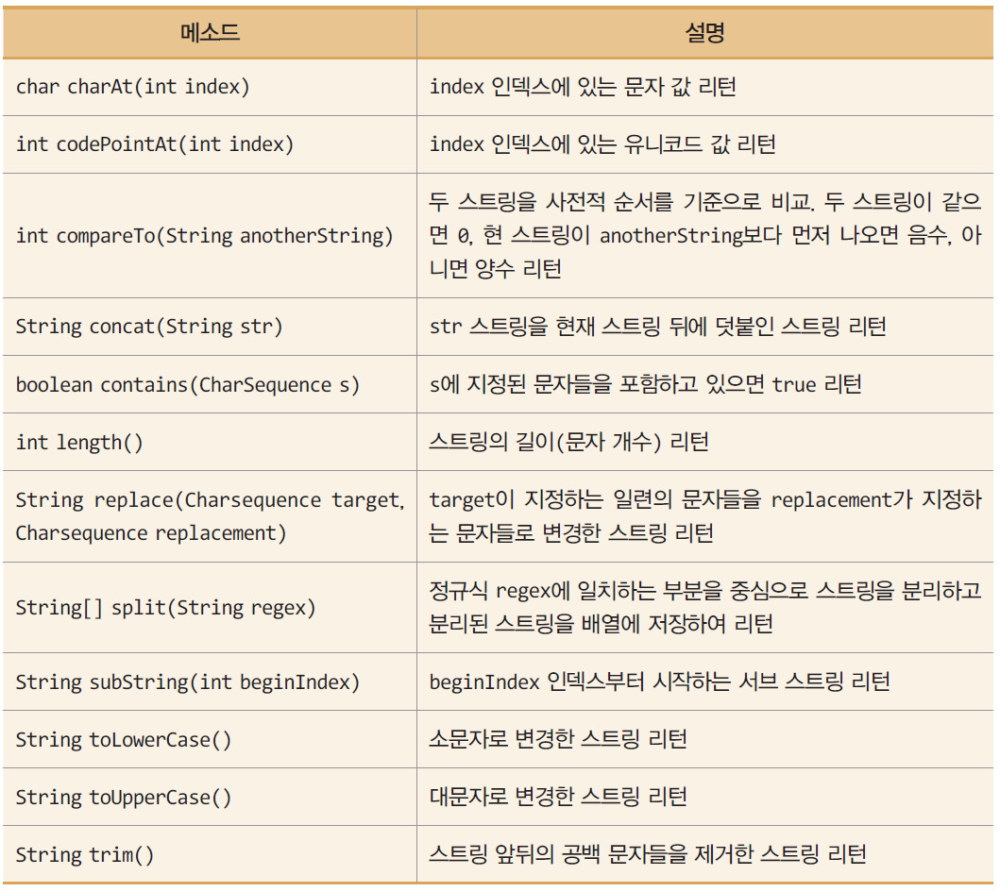 메소드
설명
char charAt(int index)
index 인덱스에 있는 문자 값 리턴
int codePointAt(int index)
index 인덱스에 있는 유니코드 값 리턴
int compareTo(String anotherString)
두 스트링을 사전적 순서를 기준으로 비교. 두 스트링이 같으
면 0, 현 스트링이 anotherString보다 먼저 나오면 음수, 아
니면 양수 리턴
String concat(String str)
str 스트링을 현재 스트링 뒤에 덧붙인 스트링 리턴
boolean contains(CharSequence s)
s에 지정된 문자들을 포함하고 있으면 true 리턴
int length()
스트링의 길이(문자 개수) 리턴
String replace(Charsequence target,
Charsequence replacement)
target이 지정하는 일련의 문자들을 replacement가 지정하
는 문자들로 변경한 스트링 리턴
String[] split(String regex)
정규식 regex에 일치하는 부분을 중심으로 스트링을 분리하고
분리된 스트링을 배열에 저장하여 리턴
String subString(int beginIndex)
beginIndex 인덱스부터 시작하는 서브 스트링 리턴
String toLowerCase()
소문자로 변경한 스트링 리턴
String toUpperCase()
대문자로 변경한 스트링 리턴
String trim()
스트링 앞뒤의 공백 문자들을 제거한 스트링 리턴